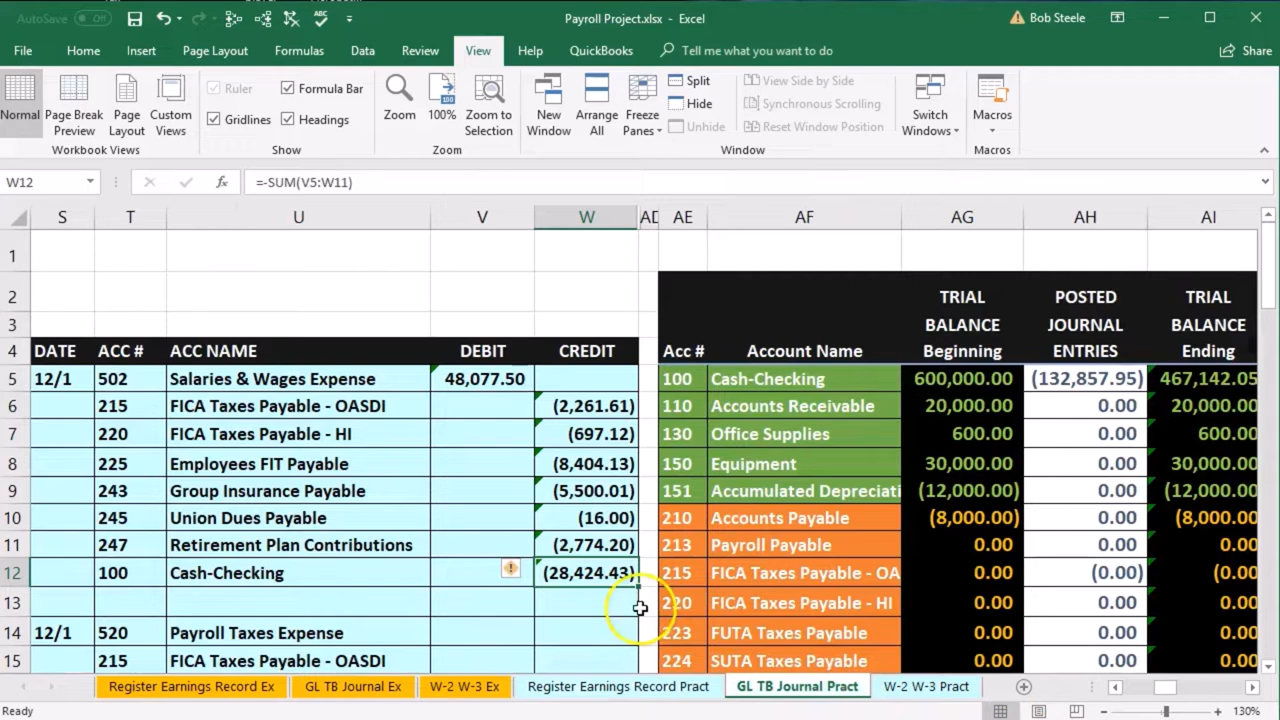 AutoSave Off Payroll Project.xlsx - Excel Bob Steele
File Home Insert Page Layout Formulas Data Review View Help QuickBooks Tell me what you want to do Share
Normal Page Break Preview Page Layout Custom Views
Ruler Formula Bar
Gridlines Headings
Zoom 100% Zoom to Selection
New Window Arrange All Freeze Panes
Split
Hide
Unhide
View Side by Side
Synchronous Scrolling
Reset Window Position
Switch Windows Macros
Workbook Views Show Zoom Window Macros
W12 fx =-SUM(V5:W11)
S T U V W AD AE AF AG AH AI
1
2 TRIAL POSTED TRIAL
3 BALANCE JOURNAL BALANCE
4 DATE ACC # ACC NAME DEBIT CREDIT Acc # Account Name Beginning ENTRIES Ending
5 12/1 502 Salaries & Wages Expense 48,077.50 100 Cash-Checking 600,000.00 (132,857.95) 467,142.05
6 215 FICA Taxes Payable - OASDI (2,261.61) 110 Accounts Receivable 20,000.00 0.00 20,000.00
7 220 FICA Taxes Payable - HI (697.12) 130 Office Supplies 600.00 0.00 600.00
8 225 Employees FIT Payable (8,404.13) 150 Equipment 30,000.00 0.00 30,000.00
9 243 Group Insurance Payable (5,500.01) 151 Accumulated Depreciati (12,000.00) 0.00 (12,000.00
10 245 Union Dues Payable (16.00) 210 Accounts Payable (8,000.00) 0.00 (8,000.00
11 247 Retirement Plan Contributions (2,774.20) 213 Payroll Payable 0.00 0.00 0.00
12 100 Cash-Checking (28,424.43) 215 FICA Taxes Payable - OA 0.00 (0.00) (0.00
13 220 FICA Taxes Payable - HI 0.00 0.00 0.00
14 12/1 520 Payroll Taxes Expense 223 FUTA Taxes Payable 0.00 0.00 0.00
15 215 FICA Taxes Payable - OASDI 224 SUTA Taxes Payable 0.00 0.00 0.00
Register Earnings Record Ex GL TB Journal Ex W-2 W-3 Ex Register Earnings Record Pract GL TB Journal Pract W-2 W-3 Pract
130%